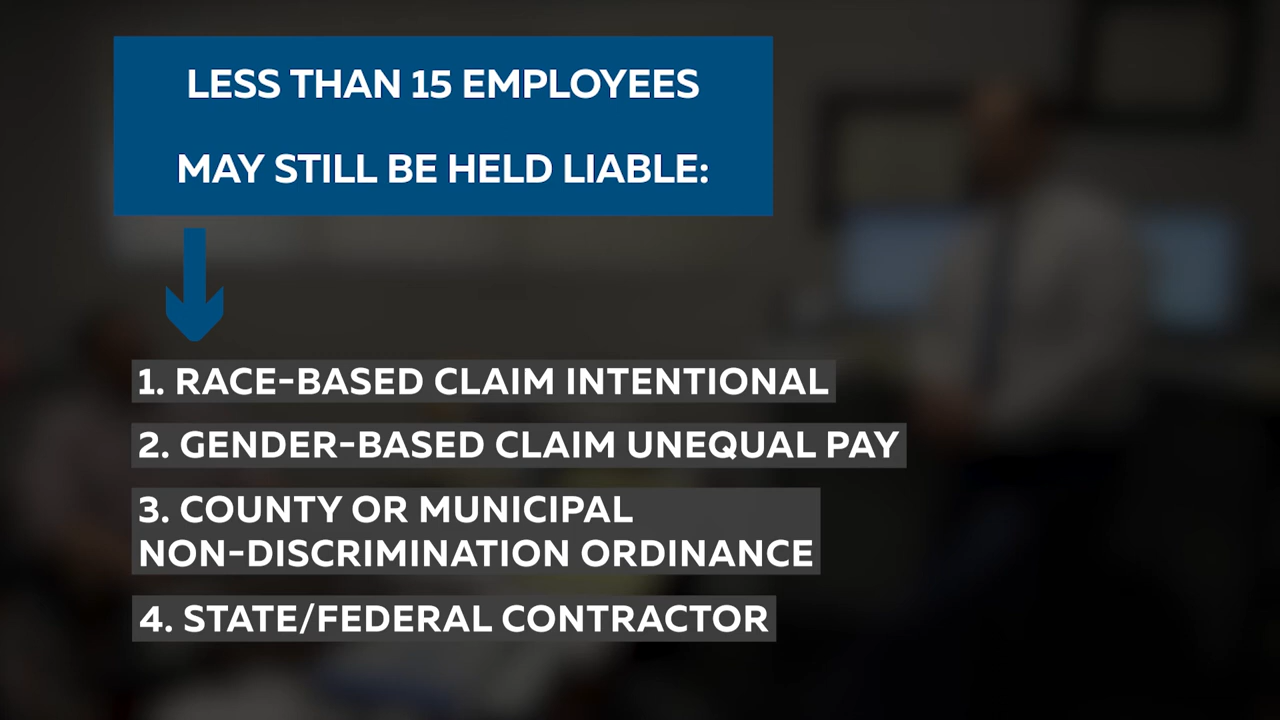 LESS THAN 15 EMPLOYEES
MAY STILL BE HELD LIABLE:
1. RACE-BASED CLAIM INTENTIONAL
2. GENDER-BASED CLAIM UNEQUAL PAY
3. COUNTY OR MUNICIPAL
NON-DISCRIMINATION ORDINANCE
4. STATE/FEDERAL CONTRACTOR